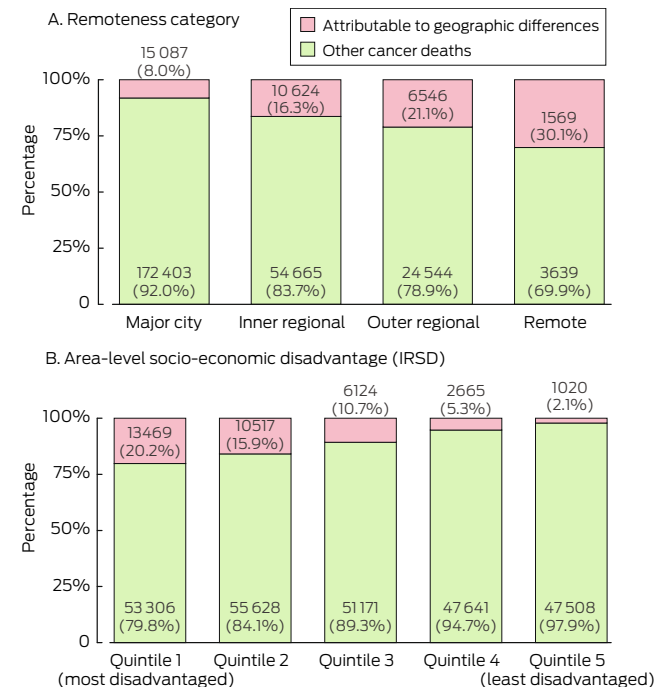 A. Remoteness category
Attributable to geographic differences
Other cancer deaths
15 087
(8.0%)
10 624
(16.3%)
6546
(21.1%)
1569
(30.1%)
100%
75%
50%
25%
0
Percentage
172 403
(92.0%)
54 665
(83.7%)
24 544
(78.9%)
3639
(69.9%)
Major city
Inner regional
Outer regional
Remote
B. Area-level socio-economic disadvantage (IRSD)
13469
(20.2%)
10517
(15.9%)
6124
(10.7%)
2665
(5.3%)
1020
(2.1%)
100%
75%
50%
25%
0
Percentage
53 306
(79.8%)
55 628
(84.1%)
51 171
(89.3%)
47 641
(94.7%)
47 508
(97.9%)
Quintile 1
(most disadvantaged)
Quintile 2
Quintile 3
Quintile 4
Quintile 5
(least disadvantaged)